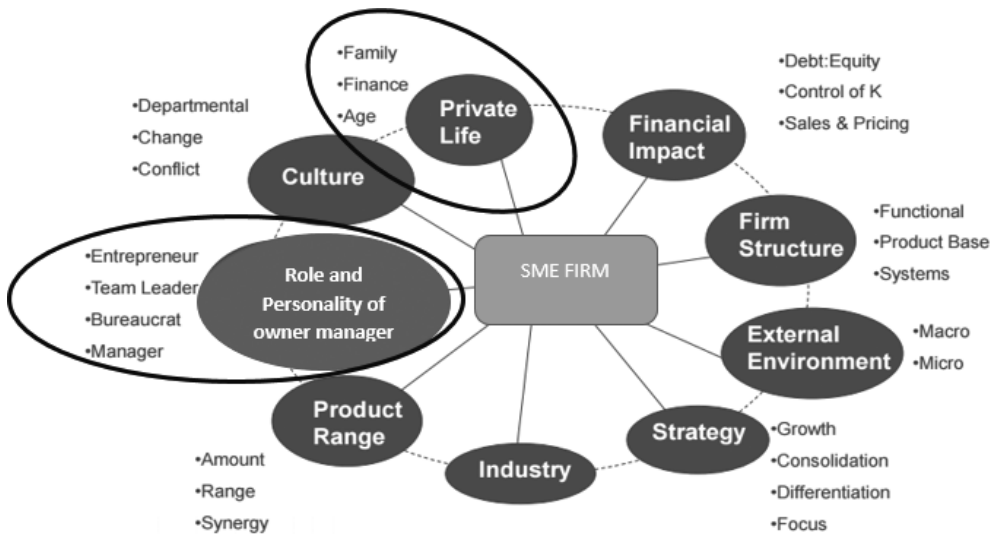 •Family
•Finance
•Age
Private
Life
•Debt:Equity
•Control of K
•Sales & Pricing
Financial
Impact
•Departmental
•Change
•Conflict
Culture
Firm
Structure
•Functional
•Product Base
•Systems
•Entrepreneur
•Team Leader
•Bureaucrat
•Manager
Role and
Personality of
owner manager
SME FIRM
External
Environment
•Macro
•Micro
Product
Range
•Amount
•Range
•Synergy
Industry
Strategy
•Growth
•Consolidation
•Differentiation
•Focus